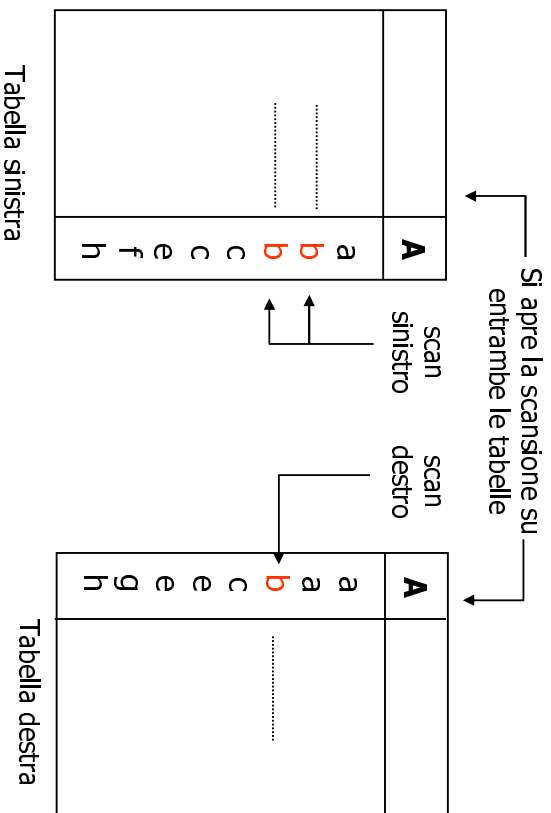 Si apre la scansione su
entrambe le tabelle
A
a
b
b
c
c
e
f
h
Tabella sinistra
scan
sinistro
scan
destro
A
a
a
b
c
e
e
g
h
Tabella destra